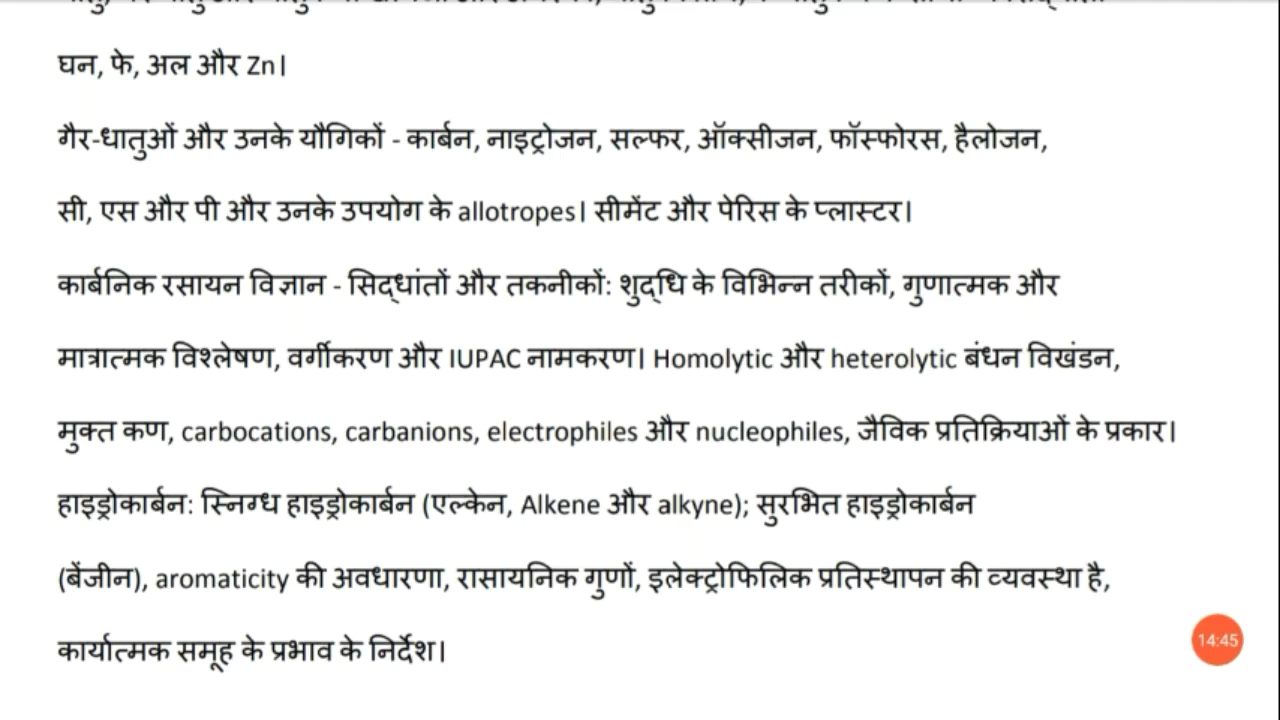 घन, फे, अल और Zn।
गैर-धातुओं और उनके यौगिकों - कार्बन, नाइट्रोजन, सल्फर, ऑक्सीजन, फॉस्फोरस, हैलोजन,
सी, एस और पी और उनके उपयोग के allotropes। सीमेंट और पेरिस के प्लास्टर।
कार्बनिक रसायन विज्ञान - सिद्धांतों और तकनीकों: शुद्धि के विभिन्न तरीकों, गुणात्मक और
मात्रात्मक विश्लेषण, वर्गीकरण और IUPAC नामकरण। Homolytic और heterolytic बंधन विखंडन,
मुक्त कण, carbocations, carbanions, electrophiles और nucleophiles, जैविक प्रतिक्रियाओं के प्रकार।
हाइड्रोकार्बन: स्निग्ध हाइड्रोकार्बन (एल्केन, Alkene और alkyne); सुरभित हाइड्रोकार्बन
(बेंजीन), aromaticity की अवधारणा, रासायनिक गुणों, इलेक्ट्रोफिलिक प्रतिस्थापन की व्यवस्था है,
कार्यात्मक समूह के प्रभाव के निर्देश।
14:45